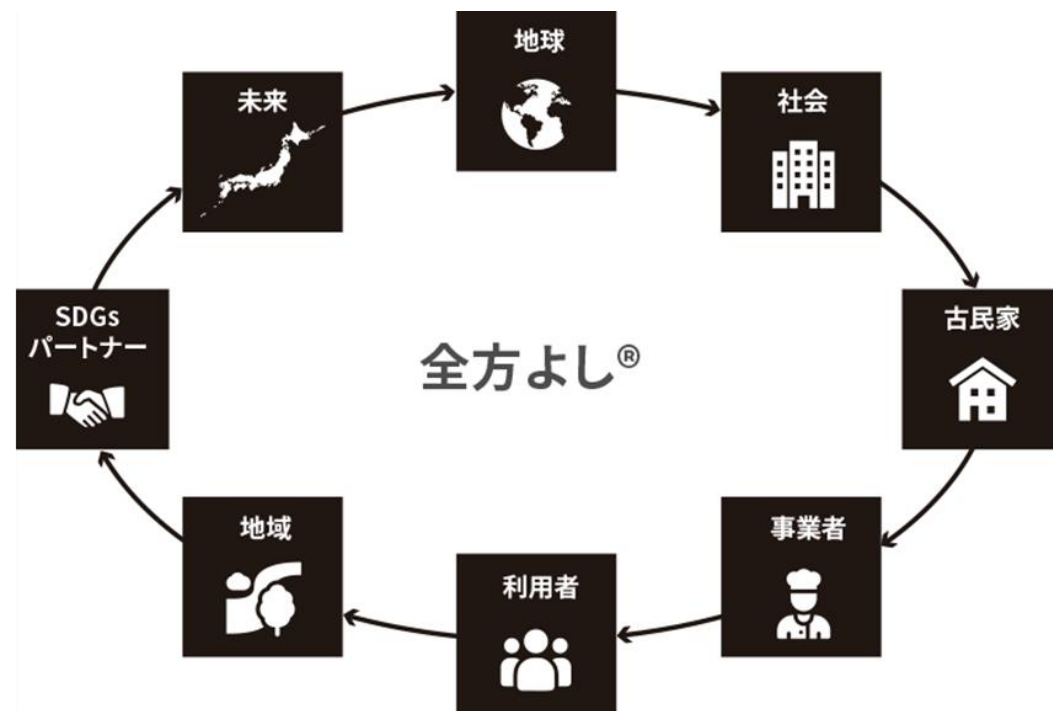 地球
未来
社会
SDGs
パートナー
古民家
全方よし®
地域
事業者
利用者